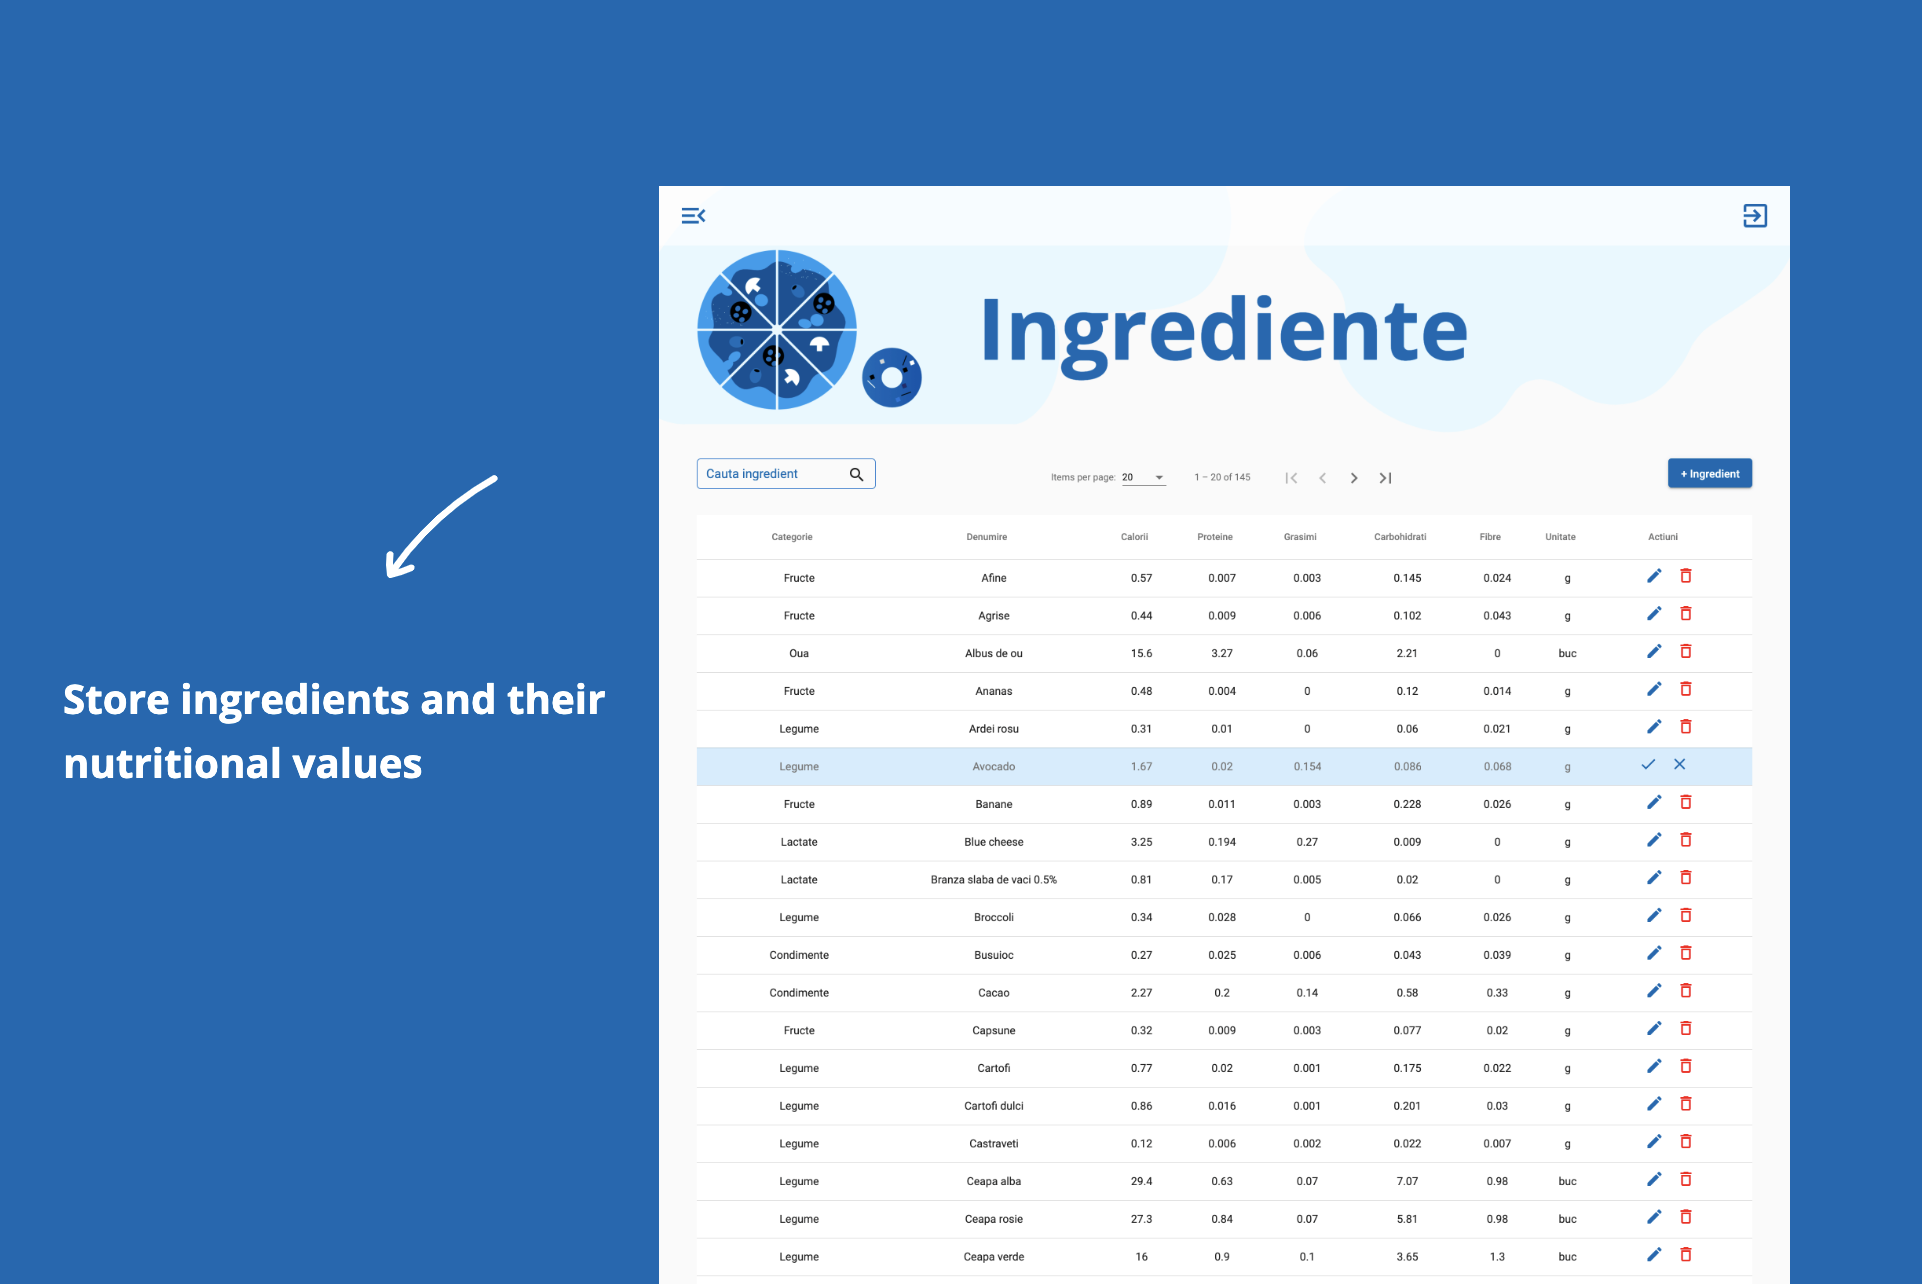 Ingrediente
Cauta ingredient
Items per page: 20
1 – 20 of 145
+ Ingredient
Store ingredients and their
nutritional values
Categorie Denumire Calorii Proteine Grasimi Carbohidrati Fibre Unitate Actiuni
Fructe Afine 0.57 0.007 0.003 0.145 0.024 g
Fructe Agrise 0.44 0.009 0.006 0.102 0.043 g
Oua Albus de ou 15.6 3.27 0.06 2.21 0 buc
Fructe Ananas 0.48 0.004 0 0.12 0.014 g
Legume Ardei rosu 0.31 0.01 0 0.06 0.021 g
Legume Avocado 1.67 0.02 0.154 0.086 0.068 g
Fructe Banane 0.89 0.011 0.003 0.228 0.026 g
Lactate Blue cheese 3.25 0.194 0.27 0.009 0 g
Lactate Branza slaba de vaci 0.5% 0.81 0.17 0.005 0.02 0 g
Legume Broccoli 0.34 0.028 0 0.066 0.026 g
Condimente Busuioc 0.27 0.025 0.006 0.043 0.039 g
Condimente Cacao 2.27 0.2 0.14 0.58 0.33 g
Fructe Capsune 0.32 0.009 0.003 0.077 0.02 g
Legume Cartofi 0.77 0.02 0.001 0.175 0.022 g
Legume Cartofi dulci 0.86 0.016 0.001 0.201 0.03 g
Legume Castraveti 0.12 0.006 0.002 0.022 0.007 g
Legume Ceapa alba 29.4 0.63 0.07 7.07 0.98 buc
Legume Ceapa rosie 27.3 0.84 0.07 5.81 0.98 buc
Legume Ceapa verde 16 0.9 0.1 3.65 1.3 buc